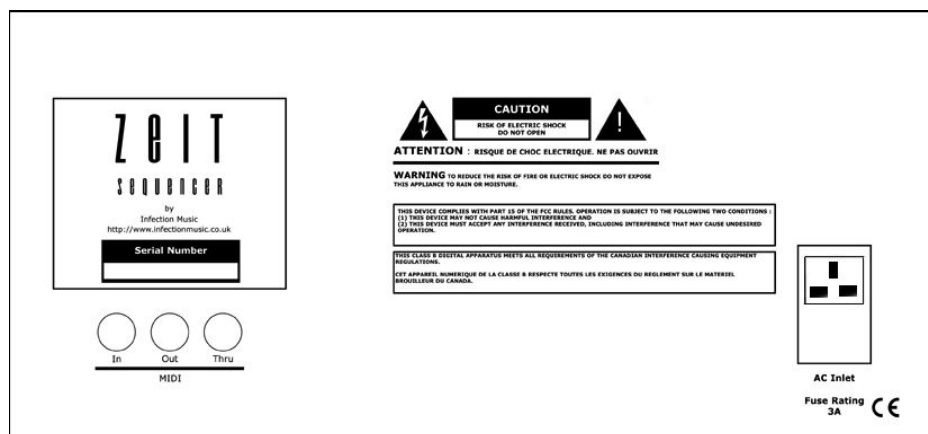 ZEIT
SEQUENCER
by
Infection Music
http://www.infectionmusic.co.uk
Serial Number
In Out Thru
MIDI
CAUTION
RISK OF ELECTRIC SHOCK
DO NOT OPEN
ATTENTION : RISQUE DE CHOC ELECTRIQUE. NE PAS OUVRIR
WARNING TO REDUCE THE RISK OF FIRE OR ELECTRIC SHOCK DO NOT EXPOSE
THIS APPLIANCE TO RAIN OR MOISTURE.
THIS DEVICE COMPLIES WITH PART 15 OF THE FCC RULES. OPERATION IS SUBJECT TO THE FOLLOWING TWO CONDITIONS :
(1) THIS DEVICE MAY NOT CAUSE HARMFUL INTERFERENCE AND
(2) THIS DEVICE MUST ACCEPT ANY INTERFERENCE RECEIVED, INCLUDING INTERFERENCE THAT MAY CAUSE UNDESIRED
OPERATION.
THIS CLASS B DIGITAL APPARATUS MEETS ALL REQUIREMENTS OF THE CANADIAN INTERFERENCE CAUSING EQUIPMENT
REGULATIONS.
CET APPAREIL NUMERIQUE DE LA CLASSE B RESPECTE TOUTES LES EXIGENCES DU REGLEMENT SUR LE MATERIEL
BROUILLEUR DU CANADA.
AC Inlet
Fuse Rating
3A
CE